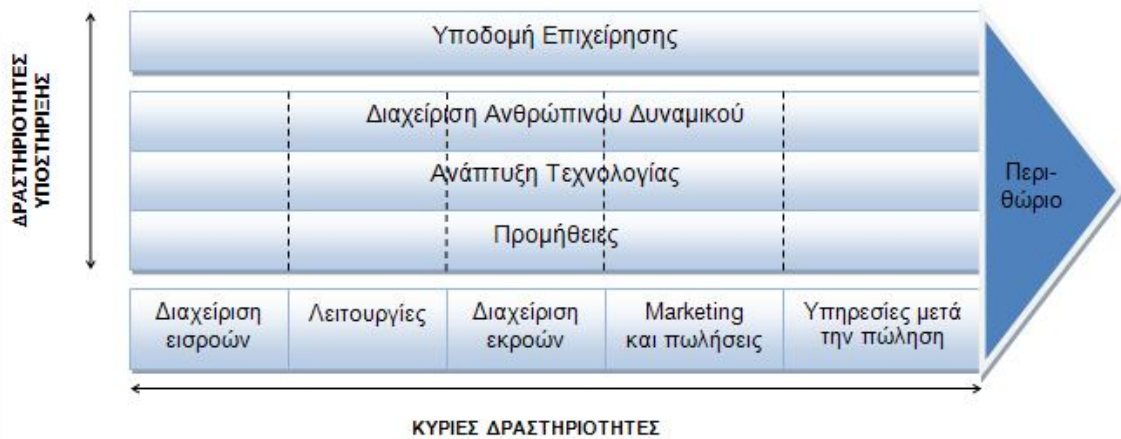 ΔΡΑΣΤΗΡΙΟΤΗΤΕΣ
ΥΠΟΣΤΗΡΙΞΗΣ
Υποδομή Επιχείρησης
Διαχείριση Ανθρώπινου Δυναμικού
Ανάπτυξη Τεχνολογίας
Προμήθειες
Περι-
θώριο
Διαχείριση
εισροών
Λειτουργίες
Διαχείριση
εκροών
Marketing
και πωλήσεις
Υπηρεσίες μετά
την πώληση
ΚΥΡΙΕΣ ΔΡΑΣΤΗΡΙΟΤΗΤΕΣ